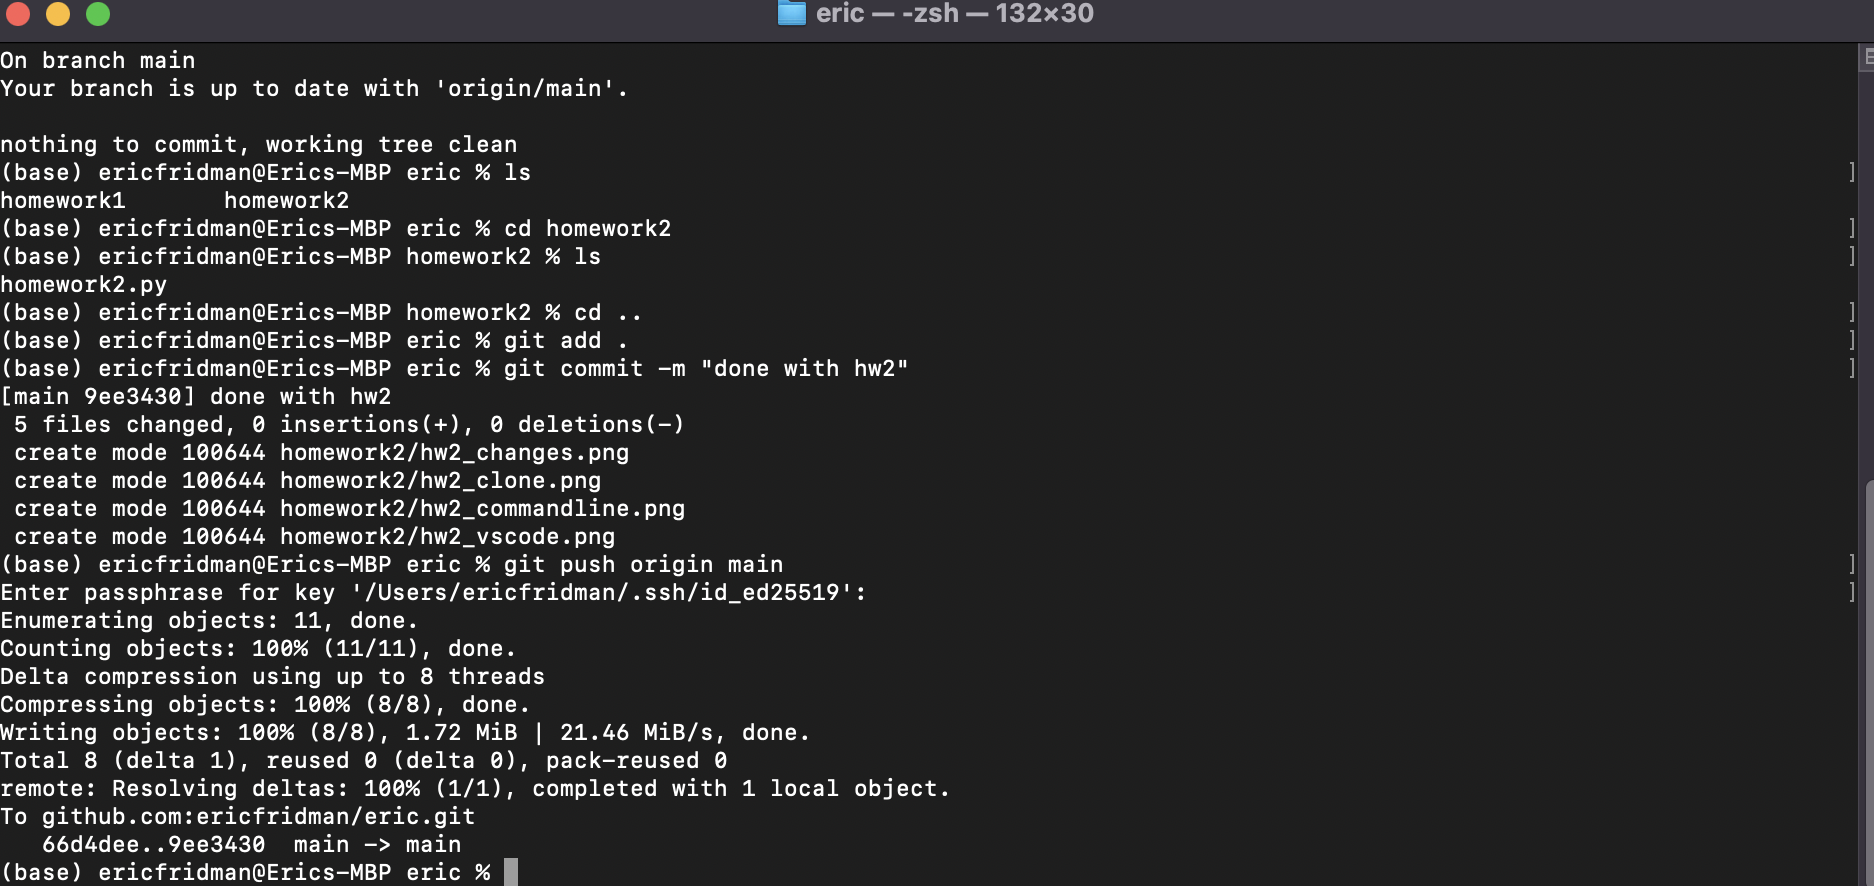 eric — -zsh — 132×30
On branch main
Your branch is up to date with 'origin/main'.
nothing to commit, working tree clean
(base) ericfridman@Erics-MBP eric % ls
homework1       homework2
(base) ericfridman@Erics-MBP eric % cd homework2
(base) ericfridman@Erics-MBP homework2 % ls
homework2.py
(base) ericfridman@Erics-MBP homework2 % cd ..
(base) ericfridman@Erics-MBP eric % git add .
(base) ericfridman@Erics-MBP eric % git commit -m "done with hw2"
[main 9ee3430] done with hw2
 5 files changed, 0 insertions(+), 0 deletions(-)
 create mode 100644 homework2/hw2_changes.png
 create mode 100644 homework2/hw2_clone.png
 create mode 100644 homework2/hw2_commandline.png
 create mode 100644 homework2/hw2_vscode.png
(base) ericfridman@Erics-MBP eric % git push origin main
Enter passphrase for key '/Users/ericfridman/.ssh/id_ed25519':
Enumerating objects: 11, done.
Counting objects: 100% (11/11), done.
Delta compression using up to 8 threads
Compressing objects: 100% (8/8), done.
Writing objects: 100% (8/8), 1.72 MiB | 21.46 MiB/s, done.
Total 8 (delta 1), reused 0 (delta 0), pack-reused 0
remote: Resolving deltas: 100% (1/1), completed with 1 local object.
To github.com:ericfridman/eric.git
   66d4dee..9ee3430  main -> main
(base) ericfridman@Erics-MBP eric %